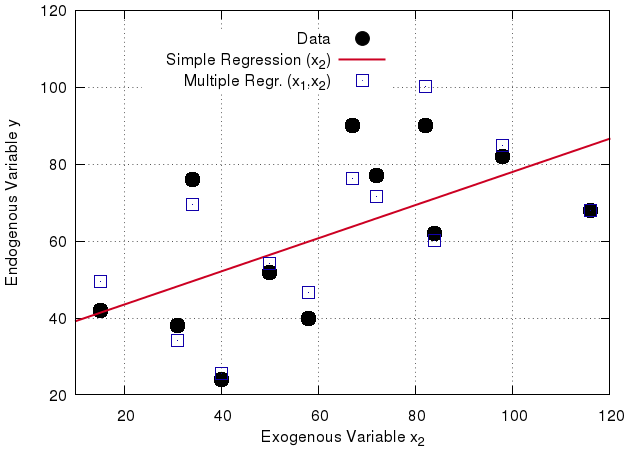 120
100
80
60
40
20
Endogenous Variable y
Data
Simple Regression (x₂)
Multiple Regr. (x₁,x₂)
20 40 60 80 100 120
Exogenous Variable x₂